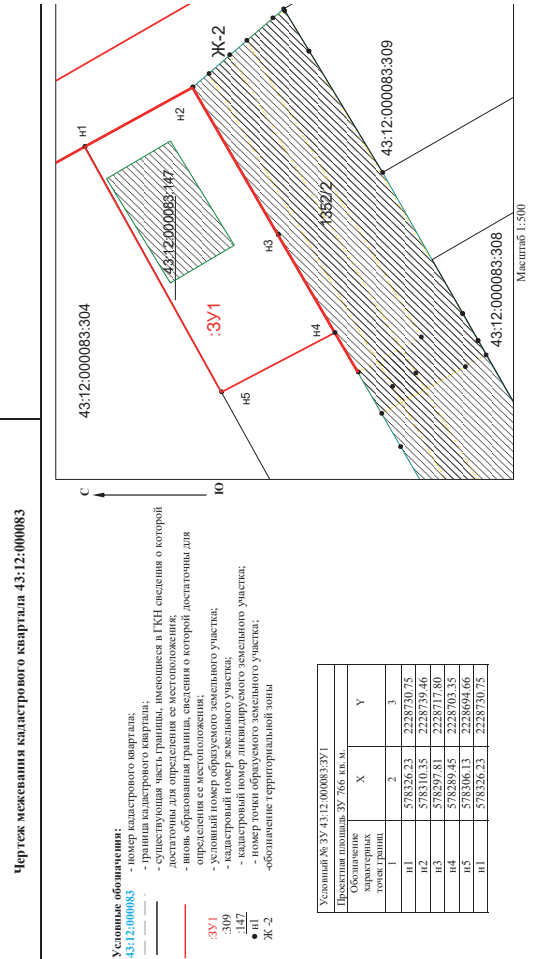 Чертеж межевания кадастрового квартала 43:12:000083
Условные обозначения:
43:12:000083 - номер кадастрового квартала;
- граница кадастрового квартала;
- существующая часть границы, имеющиеся в ГКН сведения о которой
достаточны для определения ее местоположения;
- вновь образованная граница, сведения о которой достаточны для
определения ее местоположения;
:ЗУ1 - условный номер образуемого земельного участка;
:309 - кадастровый номер земельного участка;
:147 - кадастровый номер ликвидируемого земельного участка;
н1 - номер точки образуемого земельного участка;
Ж -2 -обозначение территориальной зоны
Условный № ЗУ 43:12:000083:ЗУ1
Проектная площадь ЗУ 766 кв. м.
Обозначение характерных точек границ X Y
1 2 3
н1 578326.23 2228730.75
н2 578310.35 2228739.46
н3 578297.81 2228717.80
н4 578289.45 2228703.35
н5 578306.13 2228694.66
н1 578326.23 2228730.75
С
Ю
43:12:000083:304
н1
н2
Ж-2
43:12:000083:147
:ЗУ1
н3
н4
н5
1352/2
43:12:000083:309
43:12:000083:308
Масштаб 1:500